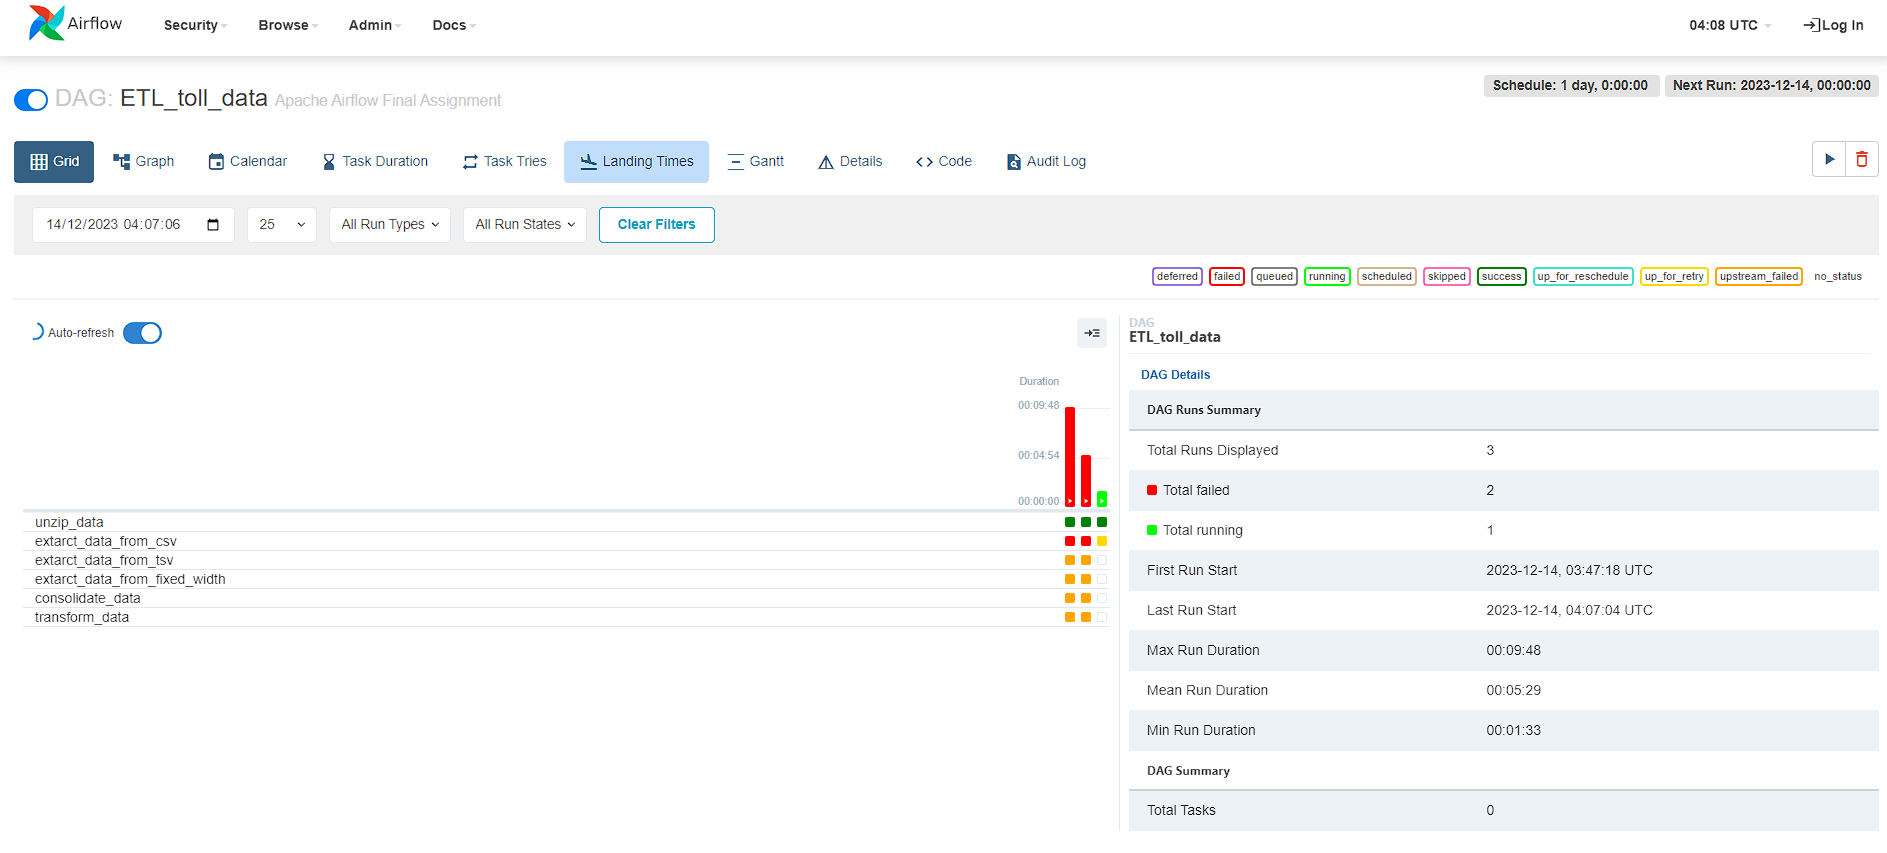 Airflow Security Browse Admin Docs 04:08 UTC Log In
DAG: ETL_toll_data Apache Airflow Final Assignment Schedule: 1 day, 0:00:00 Next Run: 2023-12-14, 00:00:00
Grid Graph Calendar Task Duration Task Tries Landing Times Gantt Details Code Audit Log
14/12/2023 04:07:06 25 All Run Types All Run States Clear Filters
deferred failed queued running scheduled skipped success up_for_reschedule up_for_retry upstream_failed no_status
Auto-refresh
Duration
00:09:48
00:04:54
00:00:00
unzip_data
extarct_data_from_csv
extarct_data_from_tsv
extarct_data_from_fixed_width
consolidate_data
transform_data
DAG
ETL_toll_data
DAG Details
DAG Runs Summary
Total Runs Displayed 3
Total failed 2
Total running 1
First Run Start 2023-12-14, 03:47:18 UTC
Last Run Start 2023-12-14, 04:07:04 UTC
Max Run Duration 00:09:48
Mean Run Duration 00:05:29
Min Run Duration 00:01:33
DAG Summary
Total Tasks 0